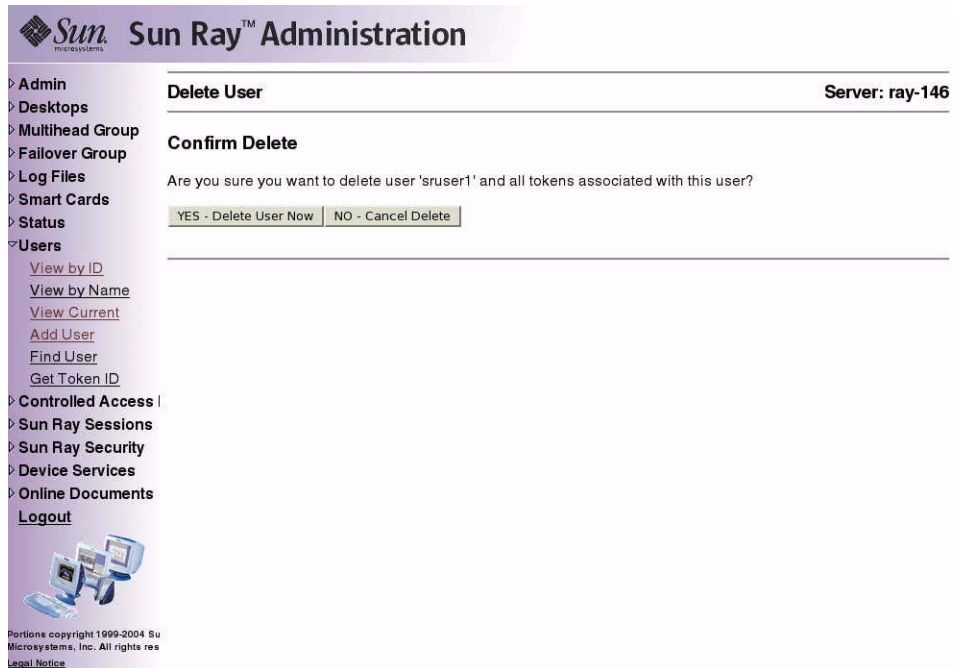 Sun microsystems
Sun Ray™ Administration
Admin
Desktops
Multihead Group
Failover Group
Log Files
Smart Cards
Status
Users
View by ID
View by Name
View Current
Add User
Find User
Get Token ID
Controlled Access
Sun Ray Sessions
Sun Ray Security
Device Services
Online Documents
Logout
Portions copyright 1999-2004 Su
Microsystems, Inc. All rights res
Legal Notice
Delete User
Server: ray-146
Confirm Delete
Are you sure you want to delete user 'sruser1' and all tokens associated with this user?
YES - Delete User Now
NO - Cancel Delete